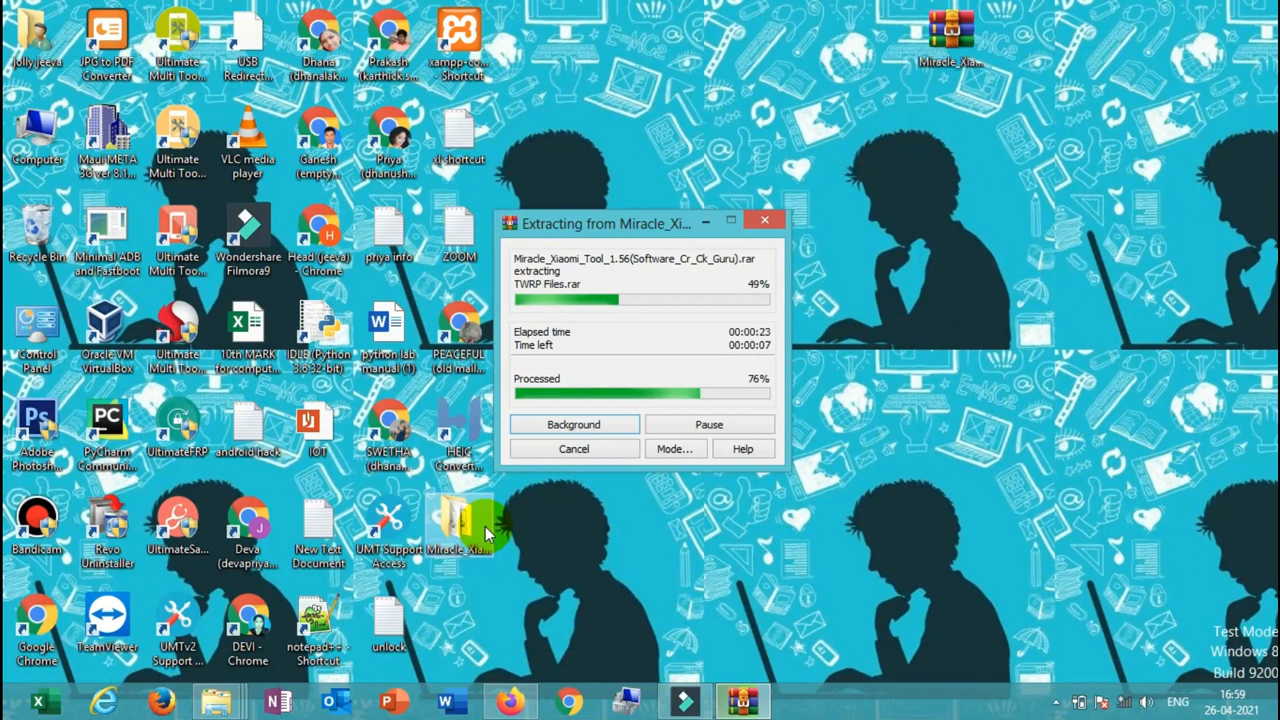 jolly jeeva
JPG to PDF
Converter
Ultimate
Multi Too...
USB
Redirect...
Dhana
(dhanalak...
Prakash
(karthick.s...
xampp-co...
- Shortcut
Miracle_Xia...
Computer
Maui META
3G ver 8.1...
Ultimate
Multi Too...
VLC media
player
Ganesh
(empty,...
Priya
(dhanush...
xl shortcut
Recycle Bin
Minimal ADB
and Fastboot
Ultimate
Multi Too...
Wondershare
Filmora9
Head (jeeva)
- Chrome
priya info
ZOOM
Control
Panel
Oracle VM
VirtualBox
Ultimate
Multi Too...
10th MARK
for comput...
IDLE (Python
3.6 32-bit)
python lab
manual (1)
PEACEFUL
(old mall...
Adobe
Photosh...
PyCharm
Communi...
UltimateFRP
android hack
IOT
SWETHA
(dhana...
HEIC
Convert...
Bandicam
Revo
Uninstaller
UltimateSa...
Deva
(devapriya...
New Text
Document
UMT Support
Access
Miracle_Xia...
Google
Chrome
TeamViewer
UMTv2
Support ...
DEVI -
Chrome
notepad++ -
Shortcut
unlock
Extracting from Miracle_Xi...
Miracle_Xiaomi_Tool_1.56(Software_Cr_Ck_Guru).rar
extracting
TWRP Files.rar 49%
Elapsed time 00:00:23
Time left 00:00:07
Processed 76%
Background Pause
Cancel Mode... Help
Test Mode
Windows 8
Build 9200
ENG
16:59
26-04-2021